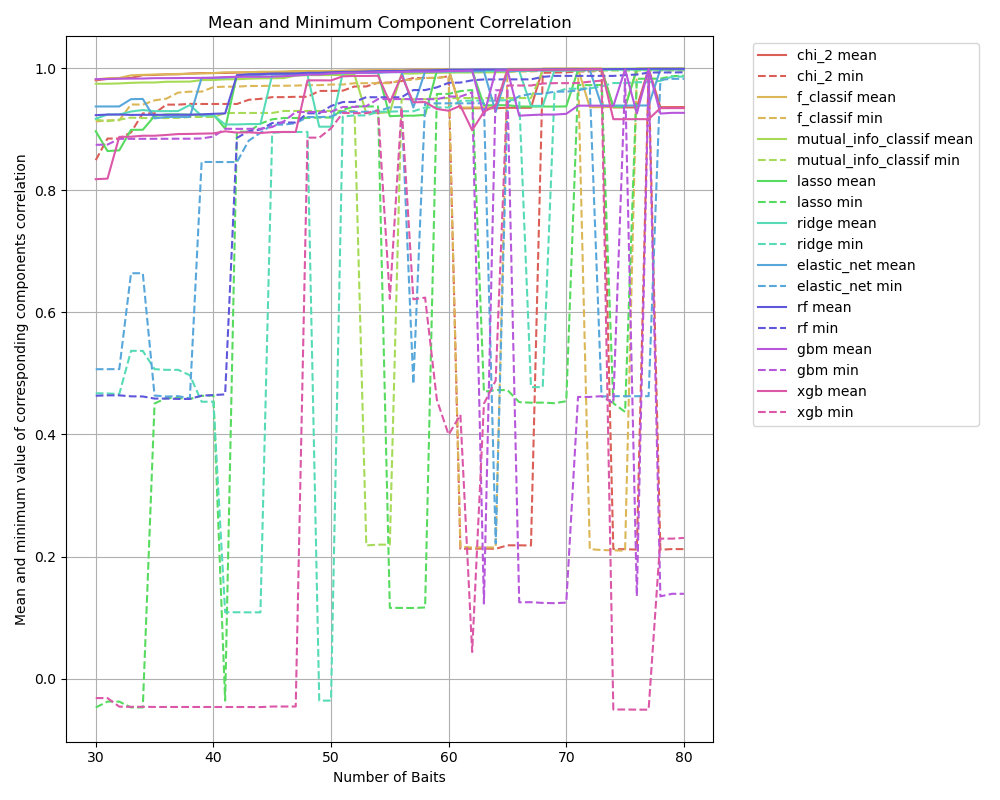 Mean and Minimum Component Correlation
Mean and minimum value of corresponding components correlation
1.0
0.8
0.6
0.4
0.2
0.0
30
40
50
60
70
80
Number of Baits
chi_2 mean
chi_2 min
f_classif mean
f_classif min
mutual_info_classif mean
mutual_info_classif min
lasso mean
lasso min
ridge mean
ridge min
elastic_net mean
elastic_net min
rf mean
rf min
gbm mean
gbm min
xgb mean
xgb min